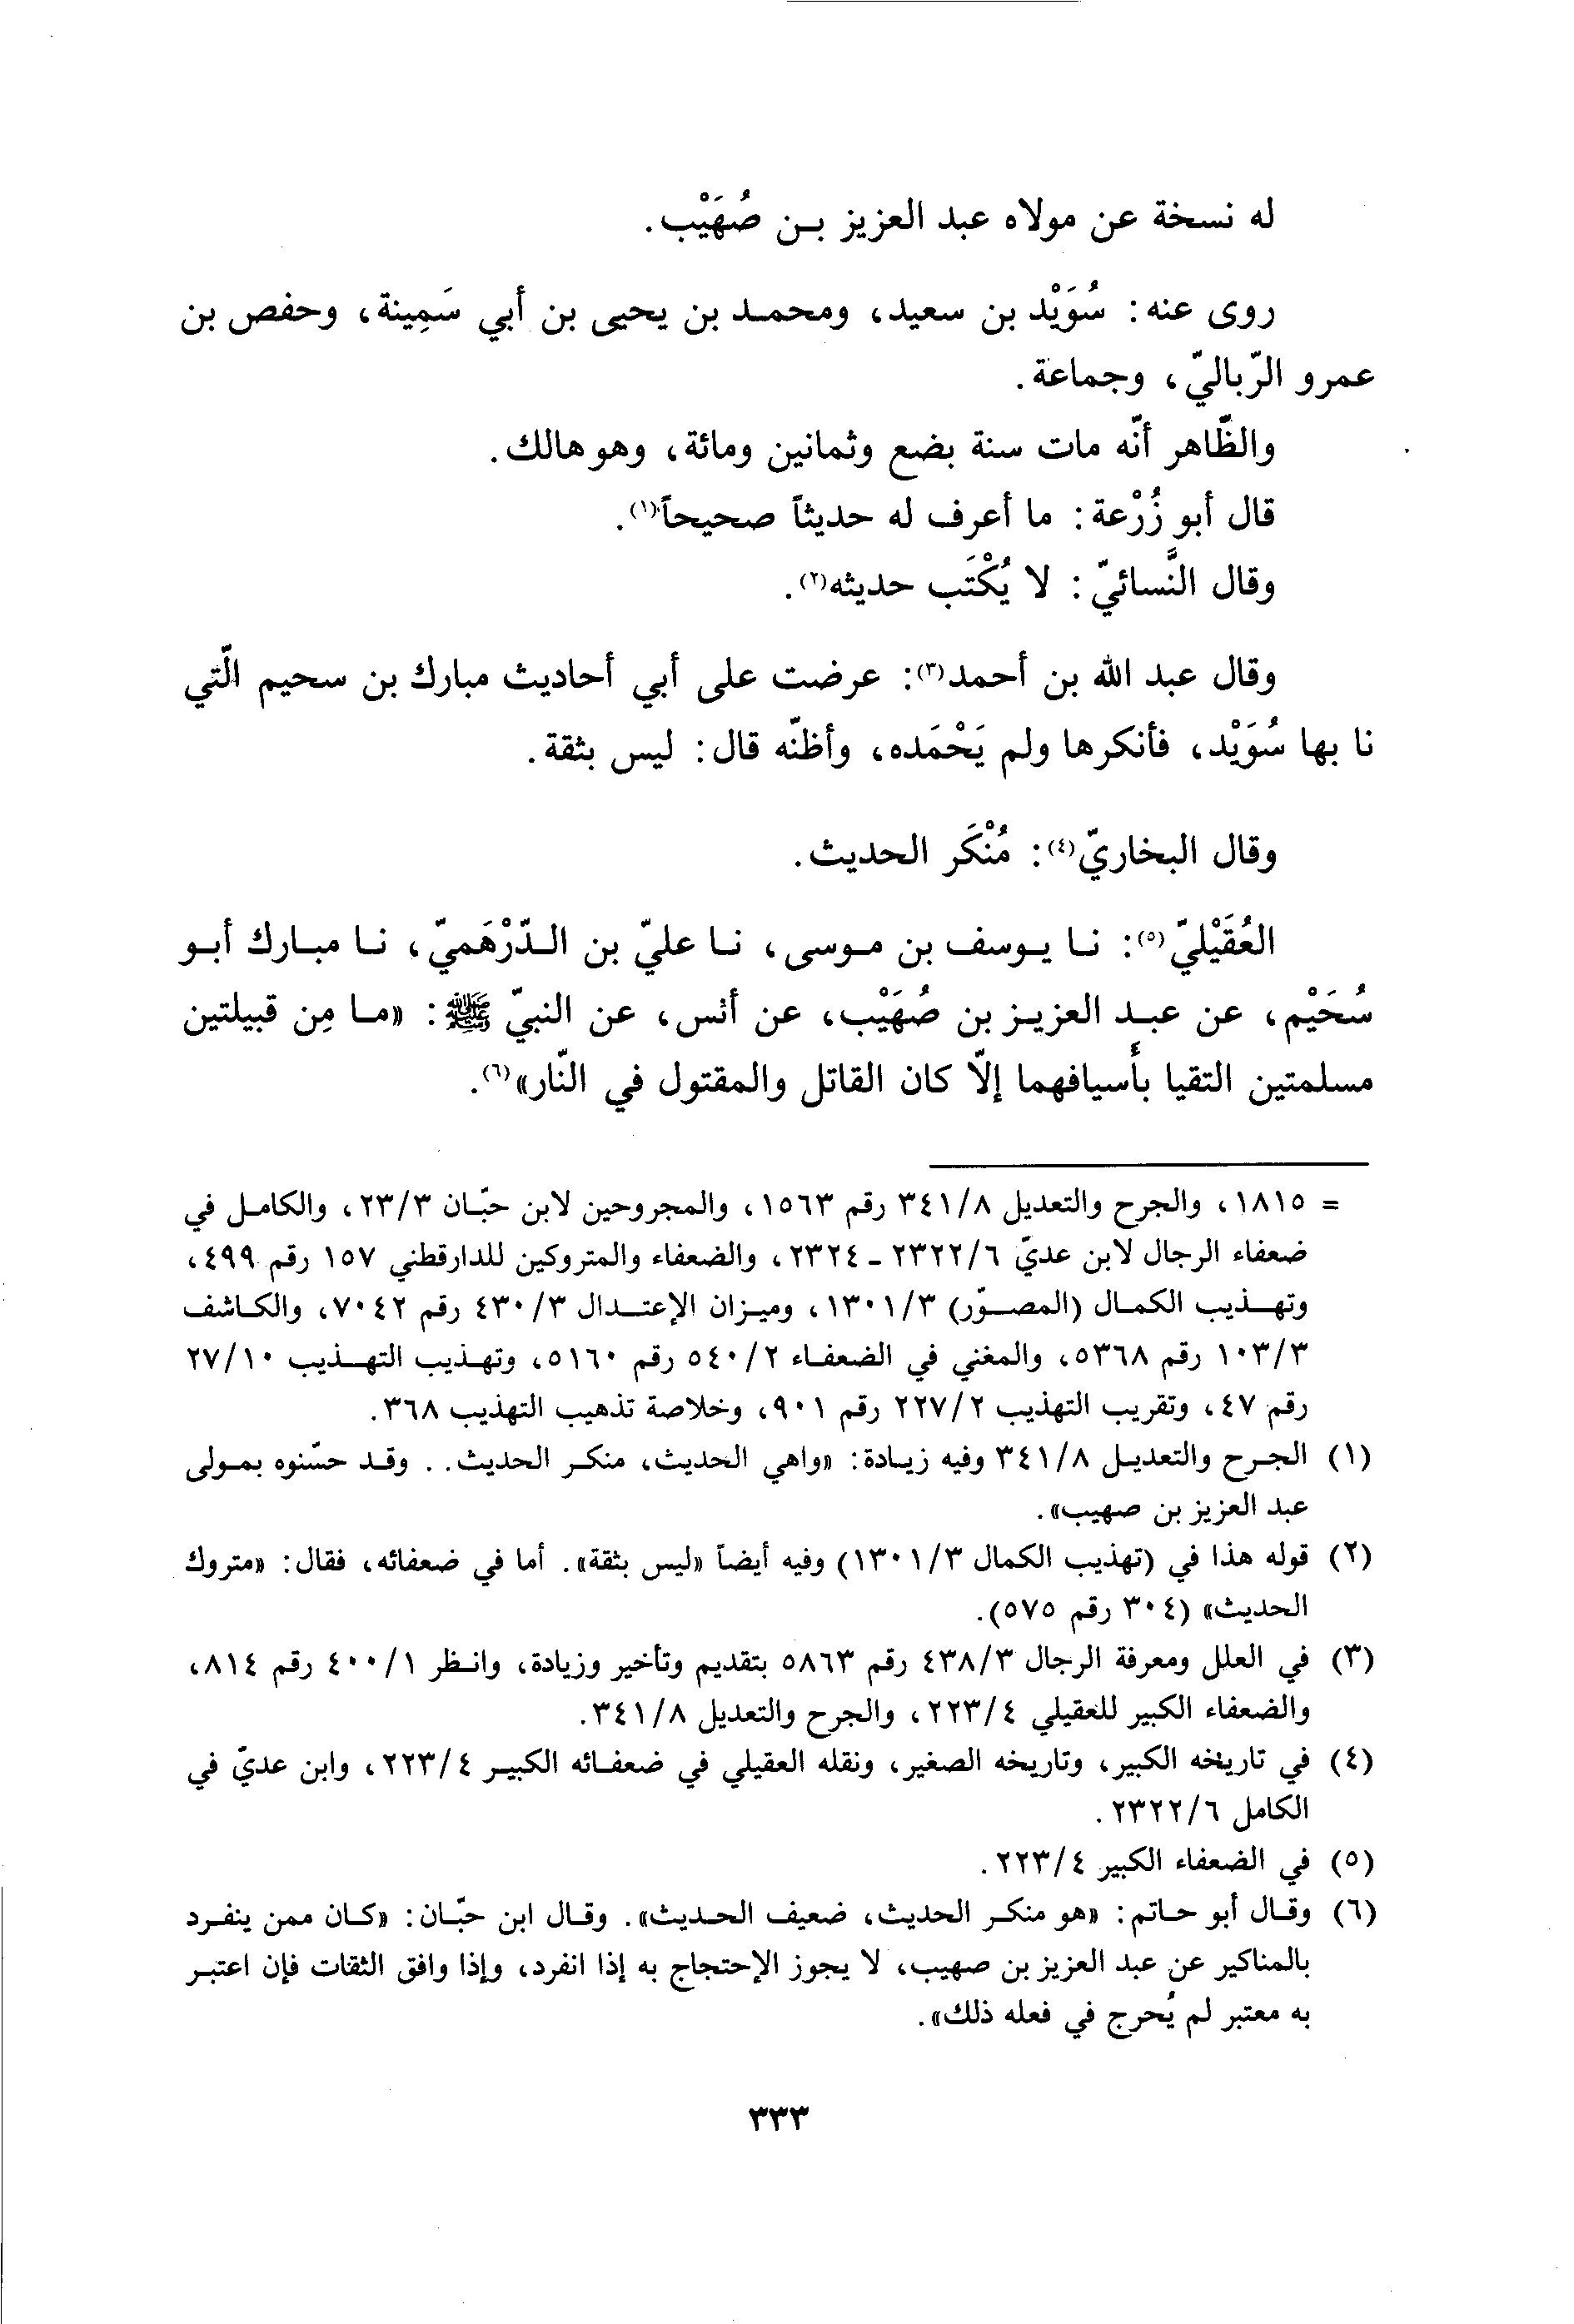 له نسخة عن مولاه عبد العزيز بن صُهَيْب.
روى عنه: سُوَيْد بن سعيد، ومحمد بن يحيى بن أبي سَمِينة، وحفص بن
عمرو الرّباليّ، وجماعة.
والظّاهر أنّه مات سنة بضع وثمانين ومائة، وهو هالك.
قال أبو زُرْعة: ما أعرف له حديثاً صحيحاً(١).
وقال النَّسائيّ: لا يُكْتَب حديثه(٢).
وقال عبد الله بن أحمد(٣): عرضت على أبي أحاديث مبارك بن سحيم الّتي
نا بها سُوَيْد، فأنكرها ولم يَحْمَده، وأظنّه قال: ليس بثقة.
وقال البخاريّ(٤): مُنْكَر الحديث.
العُقَيْليّ(٥): نا يوسف بن موسى، نا عليّ بن الدّرْهَميّ، نا مبارك أبو
سُحَيْم، عن عبد العزيز بن صُهَيْب، عن أنس، عن النبيّ ﷺ: «ما مِن قبيلتين
مسلمتين التقيا بأسيافهما إلاّ كان القاتل والمقتول في النّار»(٦).
= ١٨١٥، والجرح والتعديل ٣٤١/٨ رقم ١٥٦٣، والمجروحين لابن حبّان ٢٣/٣، والكامل في
ضعفاء الرجال لابن عديّ ٢٣٢٢/٦ ـ ٢٣٢٤، والضعفاء والمتروكين للدارقطني ١٥٧ رقم ٤٩٩،
وتهذيب الكمال (المصوّر) ١٣٠١/٣، وميزان الإعتدال ٤٣٠/٣ رقم ٧٠٤٢، والكاشف
١٠٣/٣ رقم ٥٣٦٨، والمغني في الضعفاء ٥٤٠/٢ رقم ٥١٦٠، وتهذيب التهذيب ٢٧/١٠
رقم ٤٧، وتقريب التهذيب ٢٢٧/٢ رقم ٩٠١، وخلاصة تذهيب التهذيب ٣٦٨.
(١) الجرح والتعديل ٣٤١/٨ وفيه زيادة: «واهي الحديث، منكر الحديث.. وقد حسّنوه بمولى
عبد العزيز بن صهيب».
(٢) قوله هذا في (تهذيب الكمال ١٣٠١/٣) وفيه أيضاً «ليس بثقة». أما في ضعفائه، فقال: «متروك
الحديث» (٣٠٤ رقم ٥٧٥).
(٣) في العلل ومعرفة الرجال ٤٣٨/٣ رقم ٥٨٦٣ بتقديم وتأخير وزيادة، وانظر ٤٠٠/١ رقم ٨١٤،
والضعفاء الكبير للعقيلي ٢٢٣/٤، والجرح والتعديل ٣٤١/٨.
(٤) في تاريخه الكبير، وتاريخه الصغير، ونقله العقيلي في ضعفائه الكبير ٢٢٣/٤، وابن عديّ في
الكامل ٢٣٢٢/٦.
(٥) في الضعفاء الكبير ٢٢٣/٤.
(٦) وقال أبو حاتم: «هو منكر الحديث، ضعيف الحديث». وقال ابن حبّان: «كان ممن ينفرد
بالمناكير عن عبد العزيز بن صهيب، لا يجوز الإحتجاج به إذا انفرد، وإذا وافق الثقات فإن اعتبر
به معتبر لم يُحرج في فعله ذلك».
٣٣٣